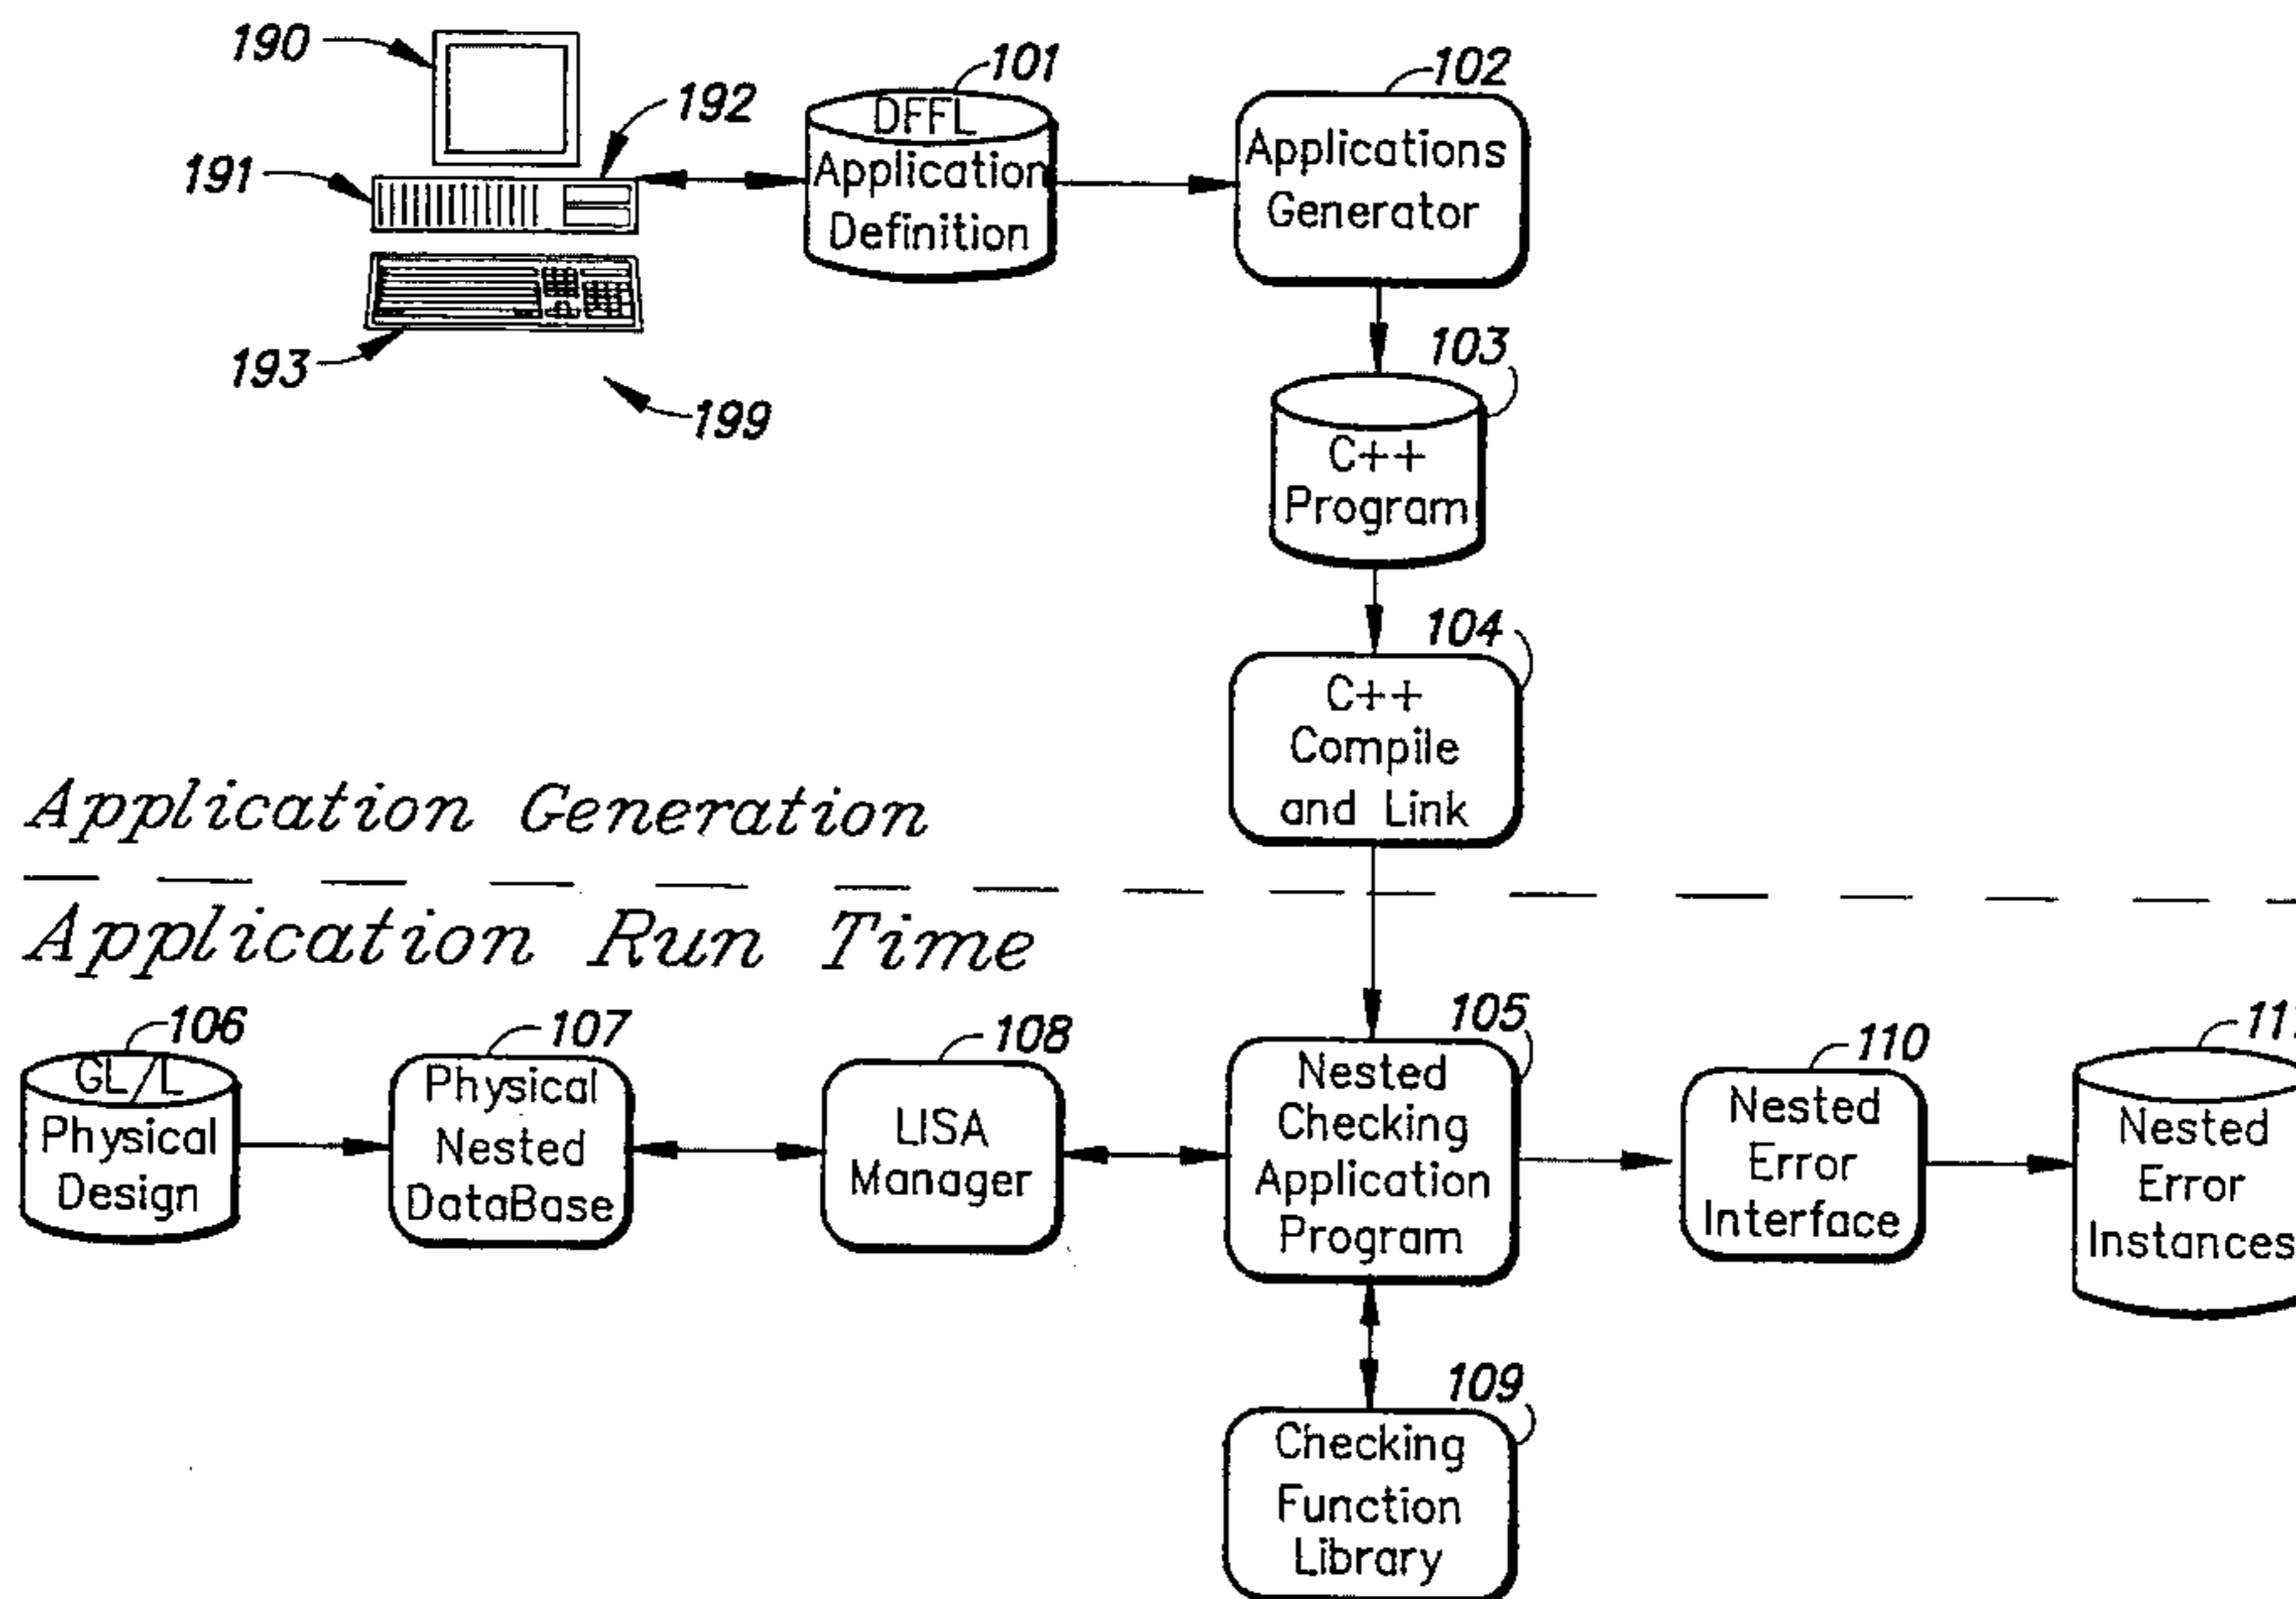 190
191
192
193
199
101
DFFL
Application
Definition
102
Applications
Generator
103
C++
Program
104
C++
Compile
and Link
Application Generation
Application Run Time
106
GL/L
Physical
Design
107
Physical
Nested
DataBase
108
LISA
Manager
105
Nested
Checking
Application
Program
110
Nested
Error
Interface
Nested
Error
Instances
109
Checking
Function
Library